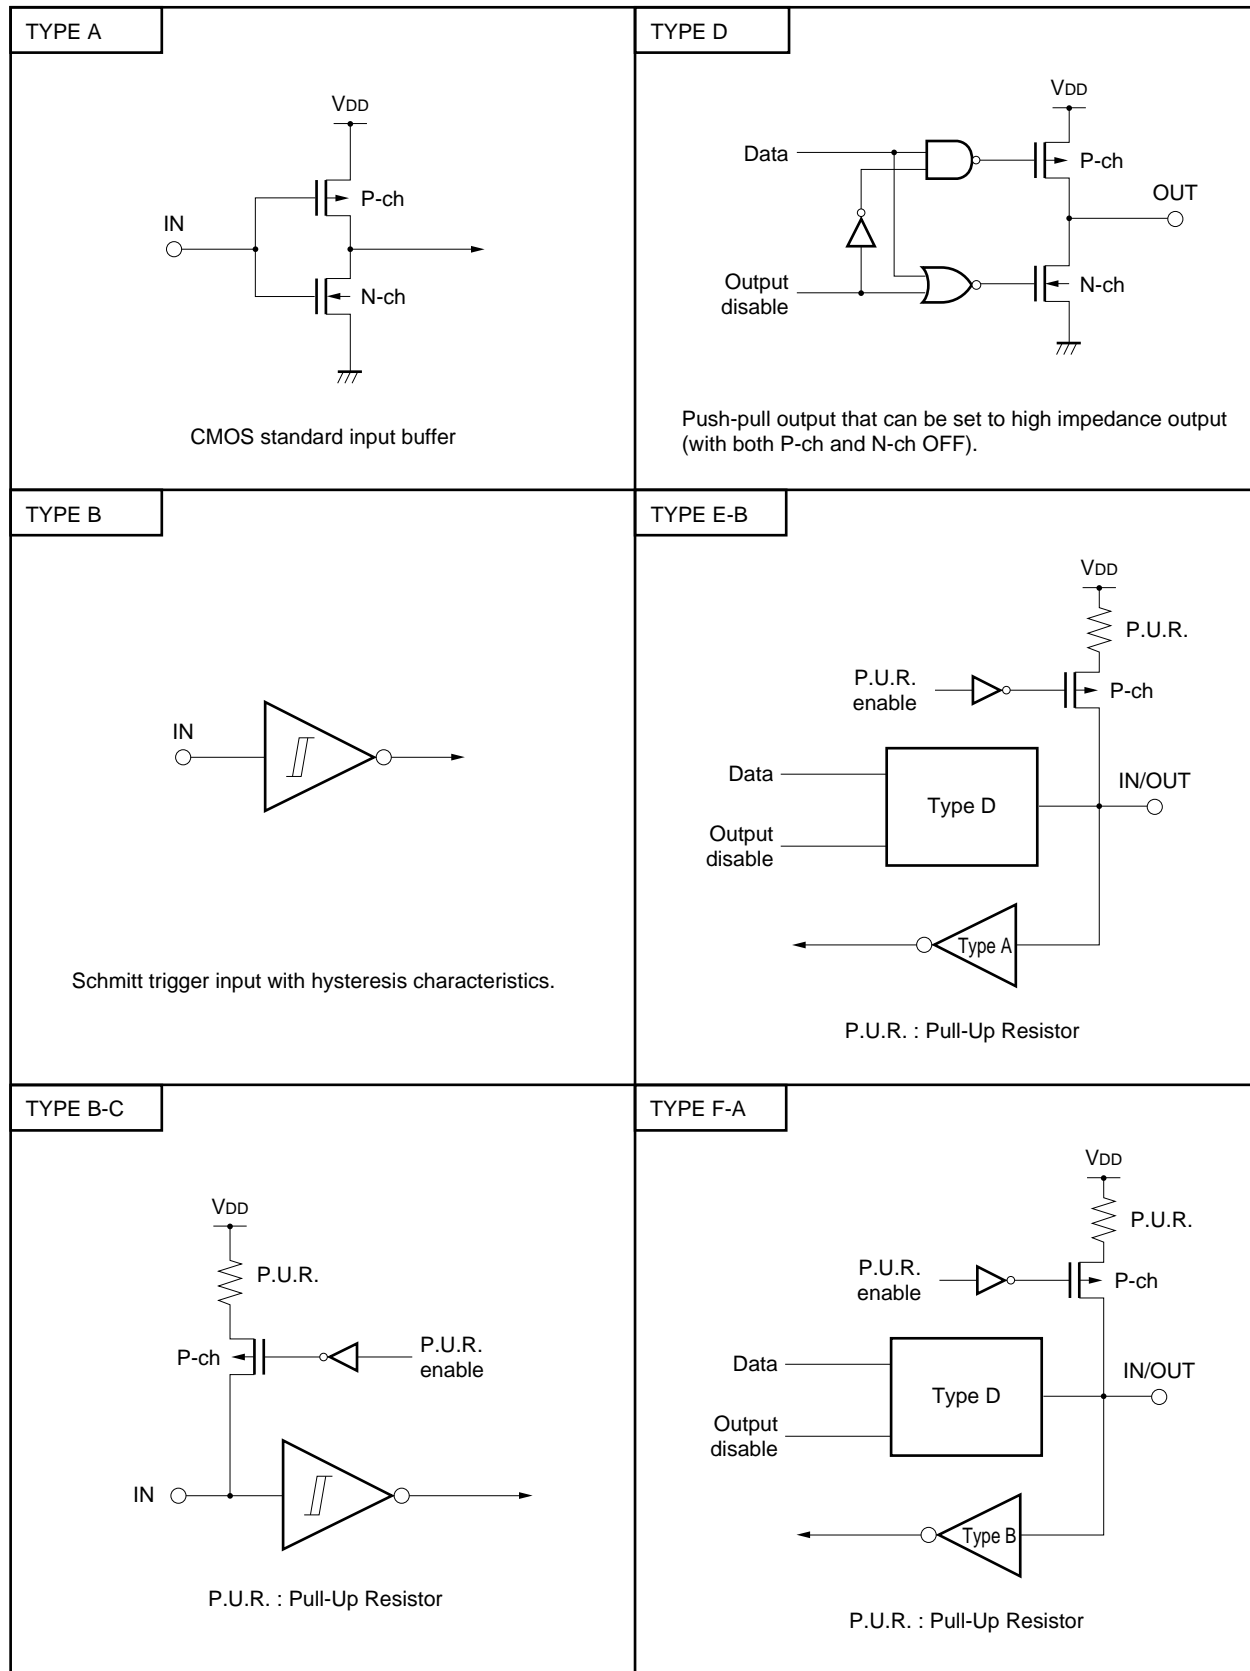 TYPE A
VDD
P-ch
IN
N-ch
CMOS standard input buffer
TYPE D
VDD
Data
P-ch
OUT
Output
disable
N-ch
Push-pull output that can be set to high impedance output
(with both P-ch and N-ch OFF).
TYPE B
IN
Schmitt trigger input with hysteresis characteristics.
TYPE E-B
VDD
P.U.R.
P.U.R.
enable
P-ch
Data
Type D
IN/OUT
Output
disable
Type A
P.U.R. : Pull-Up Resistor
TYPE B-C
VDD
P.U.R.
P-ch
P.U.R.
enable
IN
P.U.R. : Pull-Up Resistor
TYPE F-A
VDD
P.U.R.
P.U.R.
enable
P-ch
Data
Type D
IN/OUT
Output
disable
Type B
P.U.R. : Pull-Up Resistor